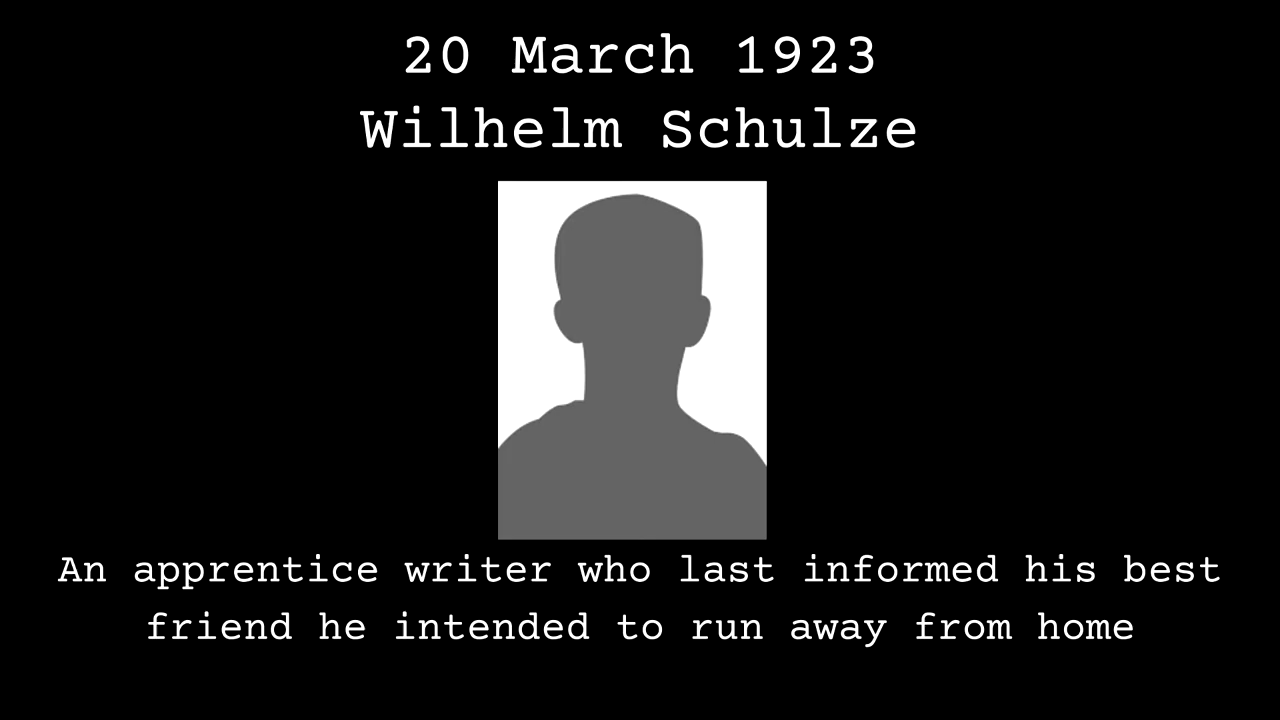 20 March 1923
Wilhelm Schulze
An apprentice writer who last informed his best
friend he intended to run away from home